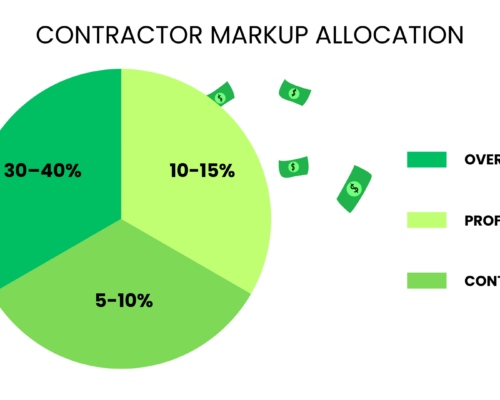 CONTRACTOR MARKUP ALLOCATION
30–40%
10-15%
5-10%
OVER
PROF
CONT